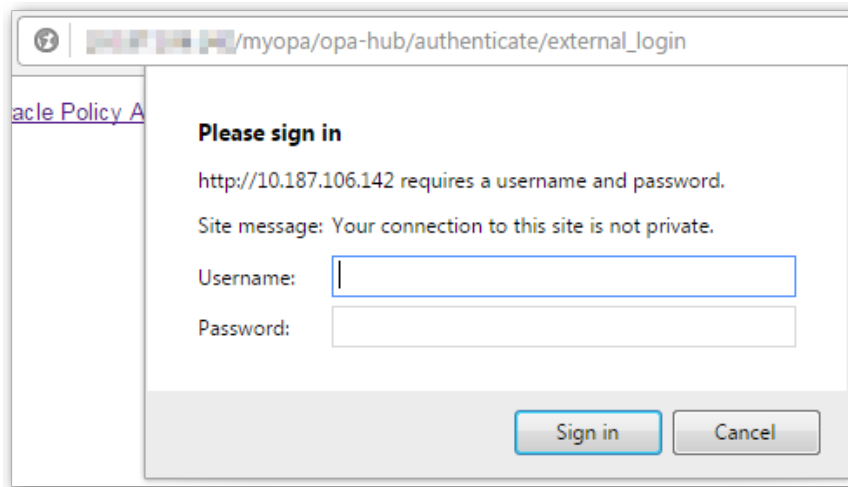 /myopa/opa-hub/authenticate/external_login
acle Policy A
Please sign in
http://10.187.106.142 requires a username and password.
Site message: Your connection to this site is not private.
Username:
Password:
Sign in
Cancel